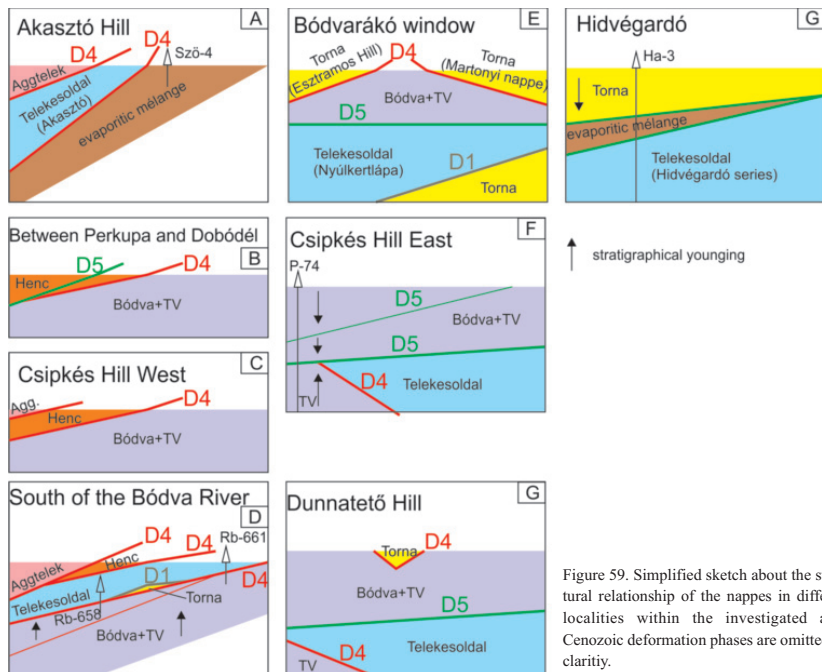 Akasztó Hill
A
D4
D4
Szö-4
Aggtelek
Telekesoldal
(Akasztó)
evaporitic mélange
Between Perkupa and Dobódél
B
D5
D4
Henc
Bódva+TV
Csipkés Hill West
C
Agg.
D4
Henc
Bódva+TV
South of the Bódva River
D
D4
Rb-661
D4
Henc
Aggtelek
D1
D4
Telekesoldal
Torna
Rb-658
Bódva+TV
Bódvarákó window
E
Torna
(Esztramos Hill)
D4
Torna
(Martonyi nappe)
Bódva+TV
D5
Telekesoldal
(Nyúlkertlápa)
D1
Torna
Csipkés Hill East
F
P-74
D5
Bódva+TV
D5
D4
Telekesoldal
TV
Dunnatető Hill
G
Torna
D4
Bódva+TV
D5
D4
Telekesoldal
TV
Hidvégardó
G
Ha-3
Torna
evaporitic mélange
Telekesoldal
(Hidvégardó series)
stratigraphical younging
Figure 59. Simplified sketch about the s
tural relationship of the nappes in diffe
localities within the investigated a
Cenozoic deformation phases are omitte
claritiy.